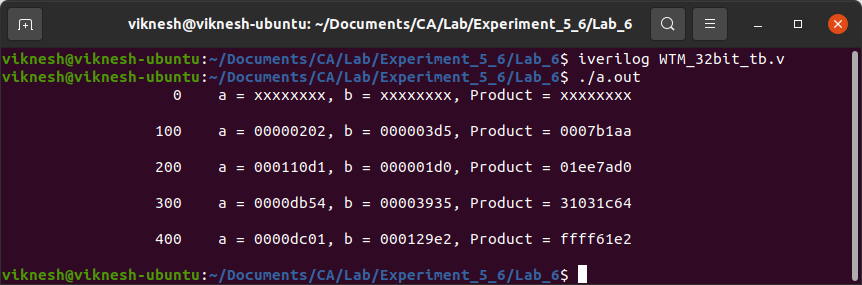 viknesh@viknesh-ubuntu: ~/Documents/CA/Lab/Experiment_5_6/Lab_6
viknesh@viknesh-ubuntu:~/Documents/CA/Lab/Experiment_5_6/Lab_6$ iverilog WTM_32bit_tb.v
viknesh@viknesh-ubuntu:~/Documents/CA/Lab/Experiment_5_6/Lab_6$ ./a.out
0 a = xxxxxxxx, b = xxxxxxxx, Product = xxxxxxxx
100 a = 00000202, b = 000003d5, Product = 0007b1aa
200 a = 000110d1, b = 000001d0, Product = 01ee7ad0
300 a = 0000db54, b = 00003935, Product = 31031c64
400 a = 0000dc01, b = 000129e2, Product = ffff61e2
viknesh@viknesh-ubuntu:~/Documents/CA/Lab/Experiment_5_6/Lab_6$